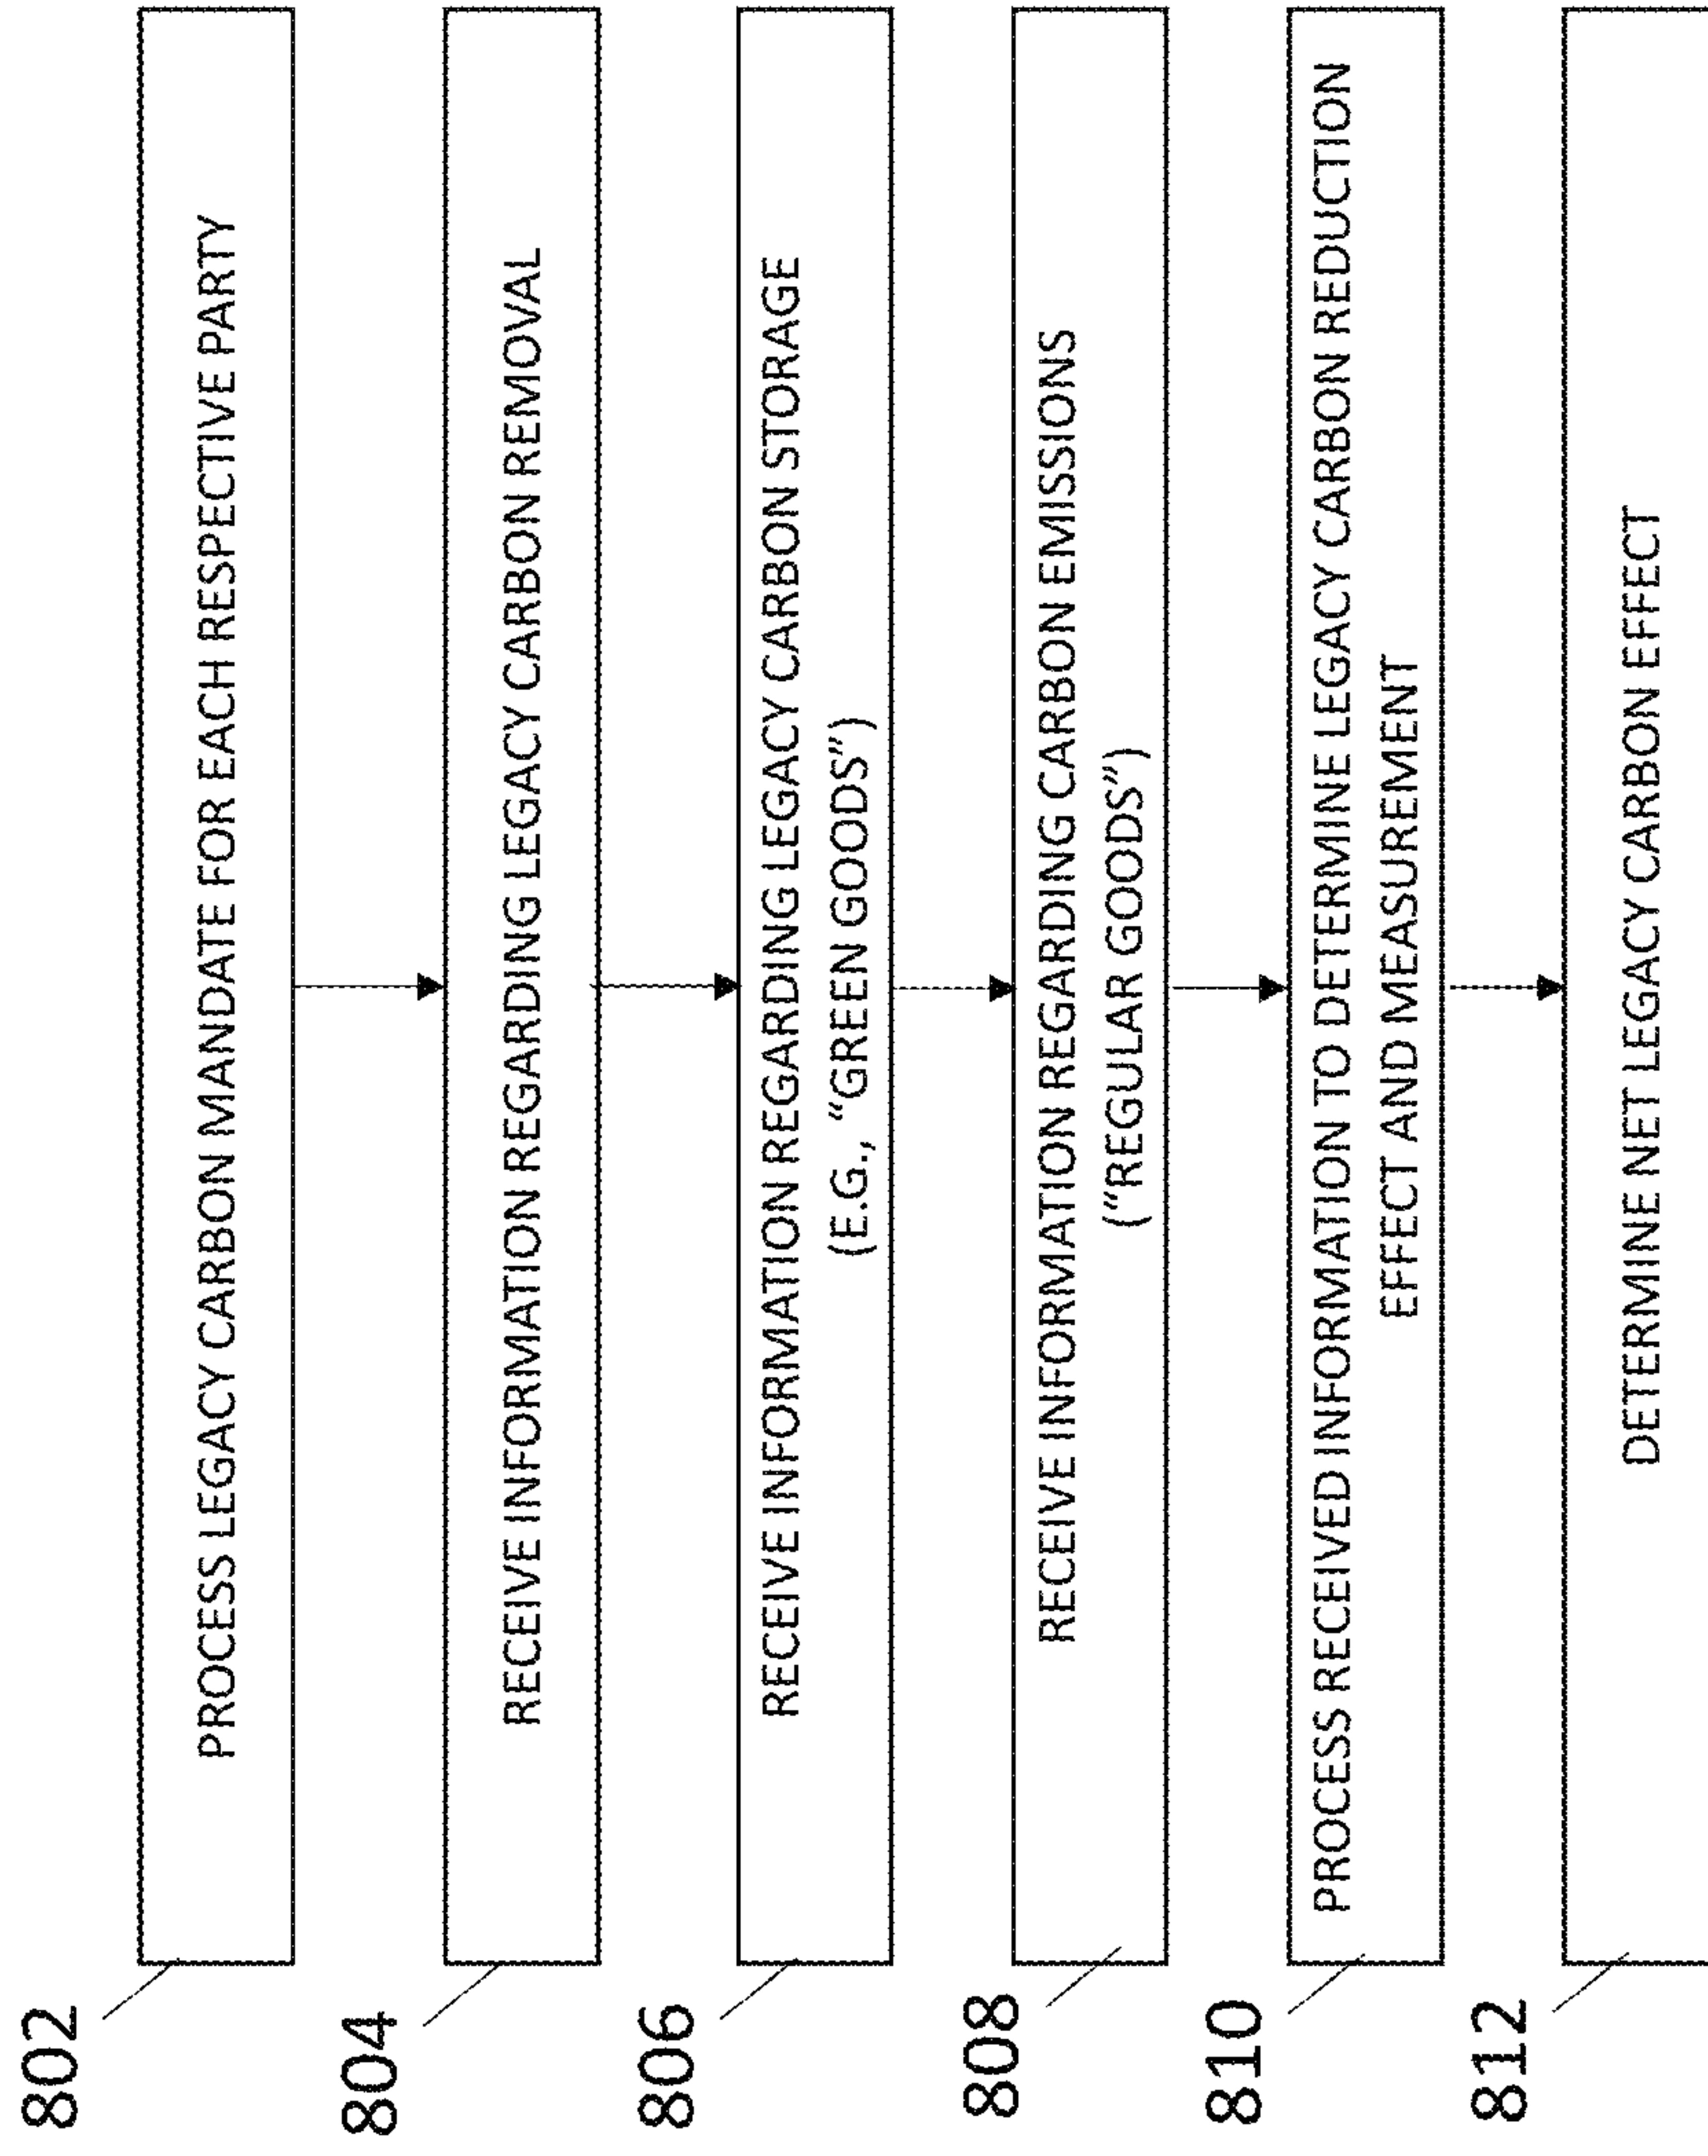 802
PROCESS LEGACY CARBON MANDATE FOR EACH RESPECTIVE PARTY
804
RECEIVE INFORMATION REGARDING LEGACY CARBON REMOVAL
806
RECEIVE INFORMATION REGARDING LEGACY CARBON STORAGE
(E.G., “GREEN GOODS”)
808
RECEIVE INFORMATION REGARDING CARBON EMISSIONS
(“REGULAR GOODS”)
810
PROCESS RECEIVED INFORMATION TO DETERMINE LEGACY CARBON REDUCTION
EFFECT AND MEASUREMENT
812
DETERMINE NET LEGACY CARBON EFFECT